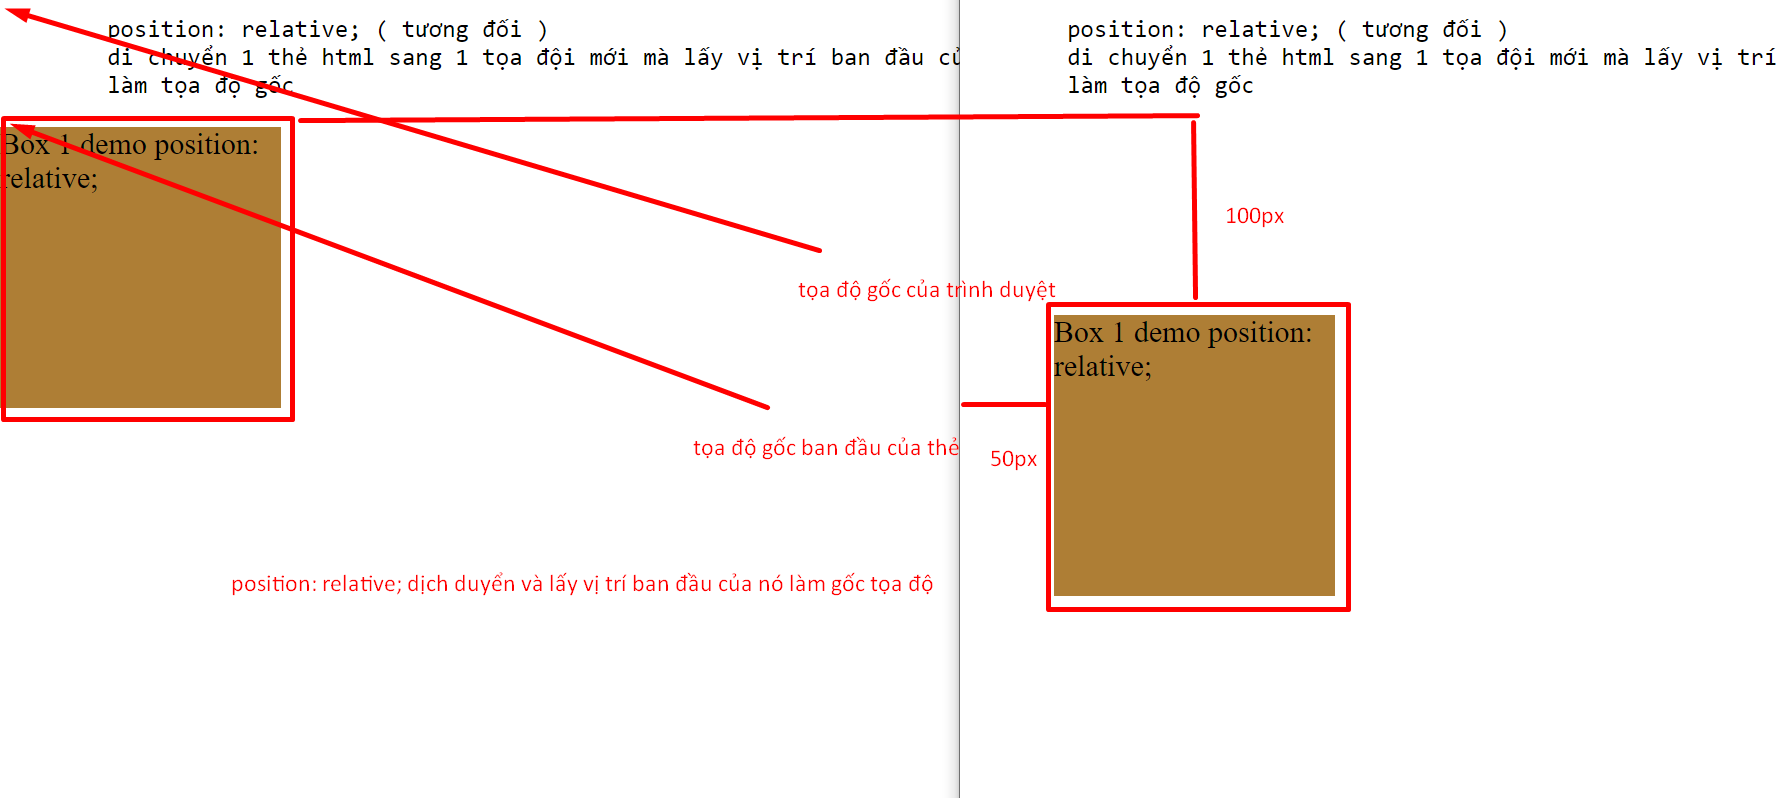 position: relative; ( tương đối )
di chuyển 1 thẻ html sang 1 tọa đội mới mà lấy vị trí ban đầu củ
làm tọa độ gốc
Box 1 demo position:
relative;
tọa độ gốc của trình duyệt
tọa độ gốc ban đầu của thẻ
position: relative; dịch duyển và lấy vị trí ban đầu của nó làm gốc tọa độ
position: relative; ( tương đối )
di chuyển 1 thẻ html sang 1 tọa đội mới mà lấy vị trí
làm tọa độ gốc
100px
Box 1 demo position:
relative;
50px